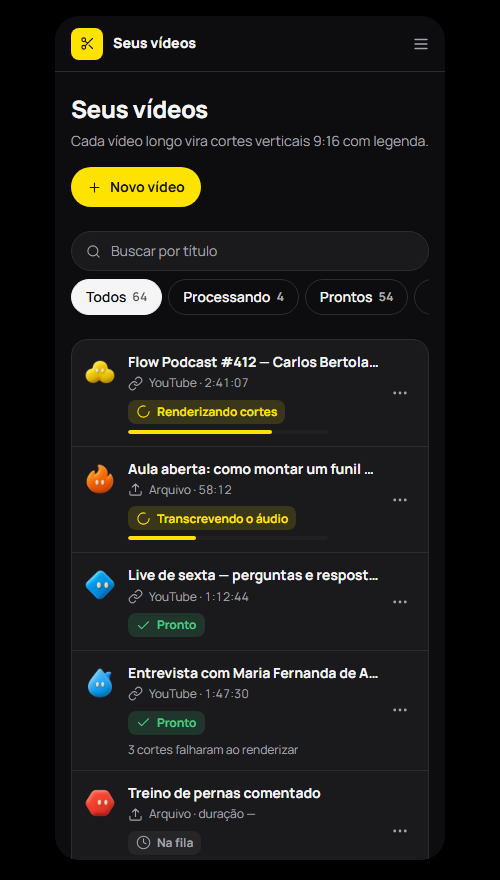 Seus vídeos
Seus vídeos
Cada vídeo longo vira cortes verticais 9:16 com legenda.
Novo vídeo
Buscar por título
Todos 64 Processando 4 Prontos 54
Flow Podcast #412 — Carlos Bertola…
YouTube · 2:41:07
Renderizando cortes
Aula aberta: como montar um funil …
Arquivo · 58:12
Transcrevendo o áudio
Live de sexta — perguntas e respost…
YouTube · 1:12:44
Pronto
Entrevista com Maria Fernanda de A…
YouTube · 1:47:30
Pronto
3 cortes falharam ao renderizar
Treino de pernas comentado
Arquivo · duração —
Na fila